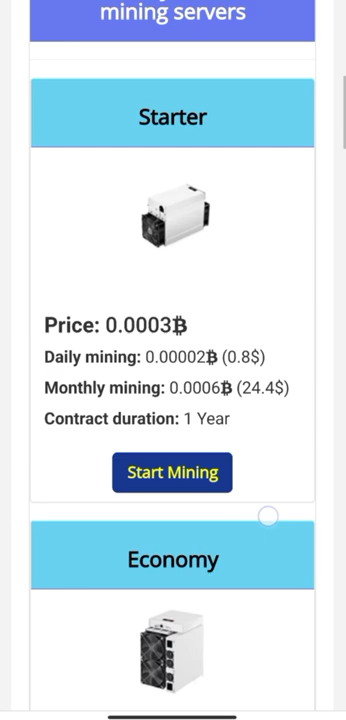 mining servers
Starter
Price: 0.0003₿
Daily mining: 0.00002₿ (0.8$)
Monthly mining: 0.0006₿ (24.4$)
Contract duration: 1 Year
Start Mining
Economy